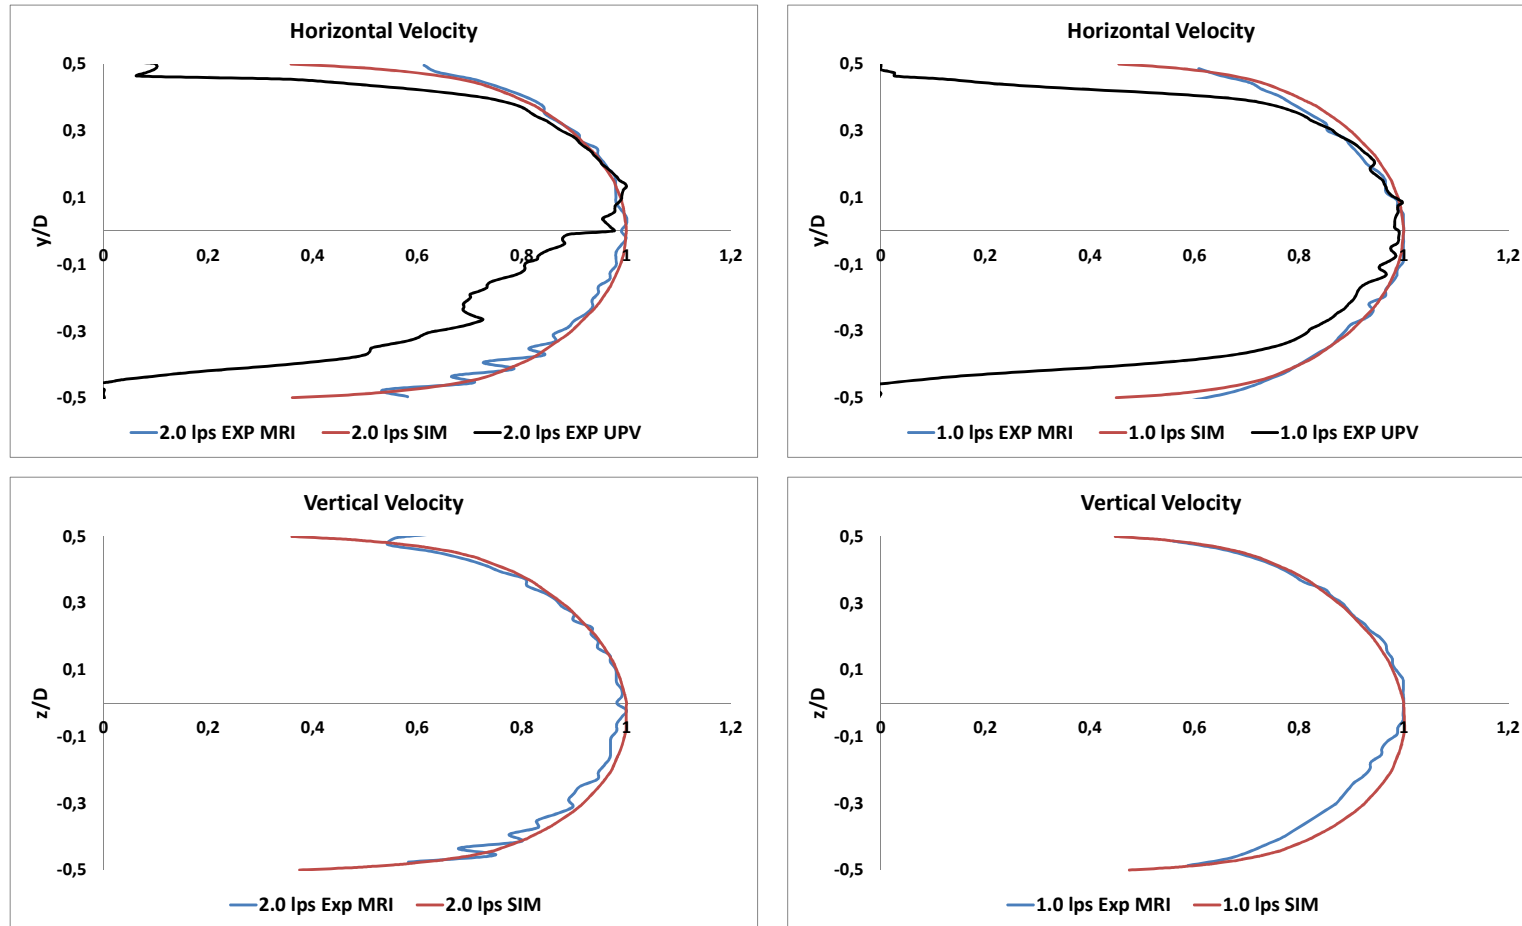 Horizontal Velocity
0,5
0,3
0,1
-0,1
-0,3
-0,5
y/D
0 0,2 0,4 0,6 0,8 1 1,2
2.0 lps EXP MRI 2.0 lps SIM 2.0 lps EXP UPV
Horizontal Velocity
0,5
0,3
0,1
-0,1
-0,3
-0,5
y/D
0 0,2 0,4 0,6 0,8 1 1,2
1.0 lps EXP MRI 1.0 lps SIM 1.0 lps EXP UPV
Vertical Velocity
0,5
0,3
0,1
-0,1
-0,3
-0,5
z/D
0 0,2 0,4 0,6 0,8 1 1,2
2.0 lps Exp MRI 2.0 lps SIM
Vertical Velocity
0,5
0,3
0,1
-0,1
-0,3
-0,5
z/D
0 0,2 0,4 0,6 0,8 1 1,2
1.0 lps Exp MRI 1.0 lps SIM